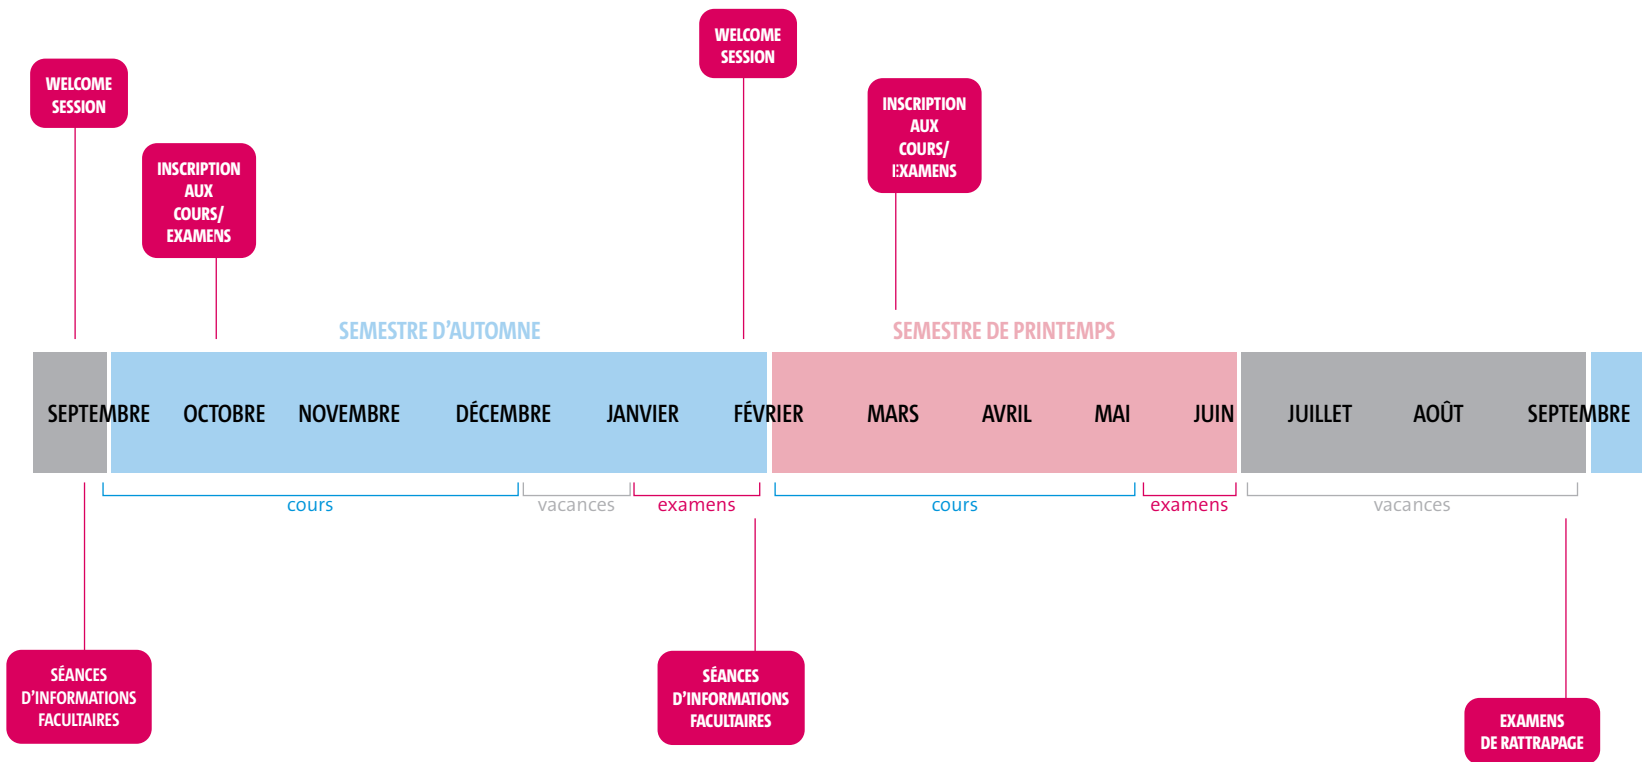 WELCOME
SESSION
WELCOME
SESSION
INSCRIPTION
AUX
COURS/
EXAMENS
INSCRIPTION
AUX
COURS/
EXAMENS
SEMESTRE D'AUTOMNE
SEMESTRE DE PRINTEMPS
SEPTEMBRE OCTOBRE NOVEMBRE DÉCEMBRE JANVIER FÉVRIER MARS AVRIL MAI JUIN JUILLET AOÛT SEPTEMBRE
cours vacances examens cours examens vacances
SÉANCES
D'INFORMATIONS
FACULTAIRES
SÉANCES
D'INFORMATIONS
FACULTAIRES
EXAMENS
DE RATTRAPAGE